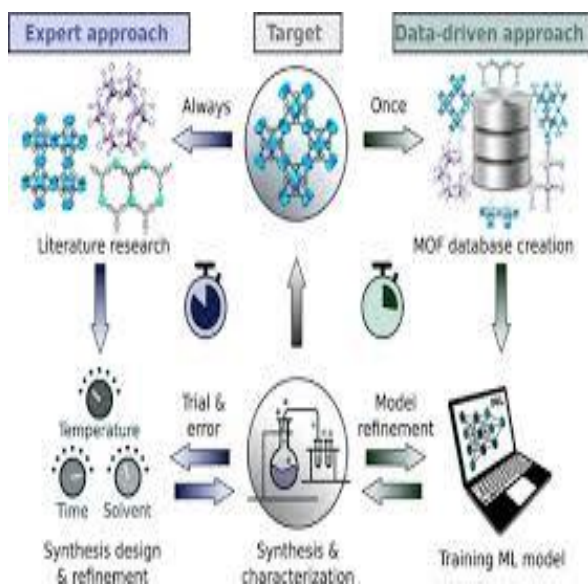 Expert approach
Target
Data-driven approach
Always
Once
Literature research
MOF database creation
Temperature
Time
Solvent
Trial &
error
Model
refinement
Synthesis design
& refinement
Synthesis &
characterization
Training ML model